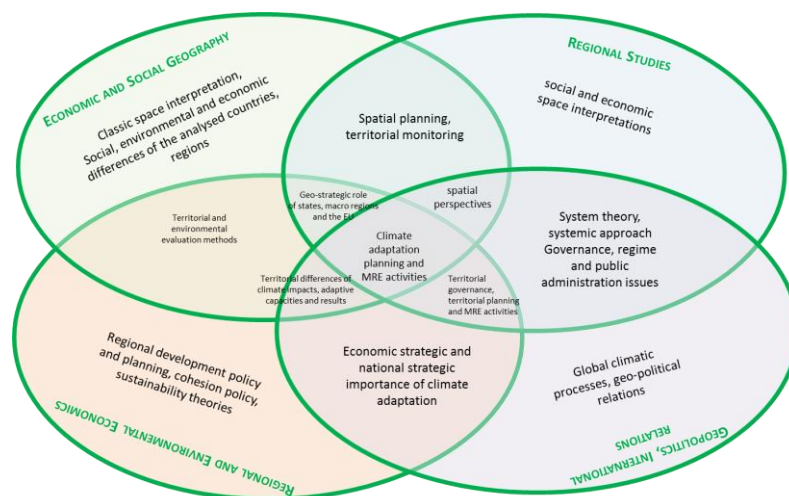 ECONOMIC AND SOCIAL GEOGRAPHY
Classic space interpretation,
Social, environmental and economic
differences of the analysed countries,
regions
REGIONAL STUDIES
social and economic
space interpretations
Spatial planning,
territorial monitoring
Geo-strategic role
of states, macro regions
and the EU
spatial
perspectives
Territorial and
environmental
evaluation methods
Climate
adaptation
planning and
MRE activities
System theory,
systemic approach
Governance, regime
and public
administration issues
Territorial differences of
climate impacts, adaptive
capacities and results
Territorial
governance,
territorial planning
and MRE activities
Regional development policy
and planning, cohesion policy,
sustainability theories
Economic strategic and
national strategic
importance of climate
adaptation
Global climatic
processes, geo-political
relations
REGIONAL AND ENVIRONMENTAL ECONOMICS
GEOPOLITICS, INTERNATIONAL
RELATIONS